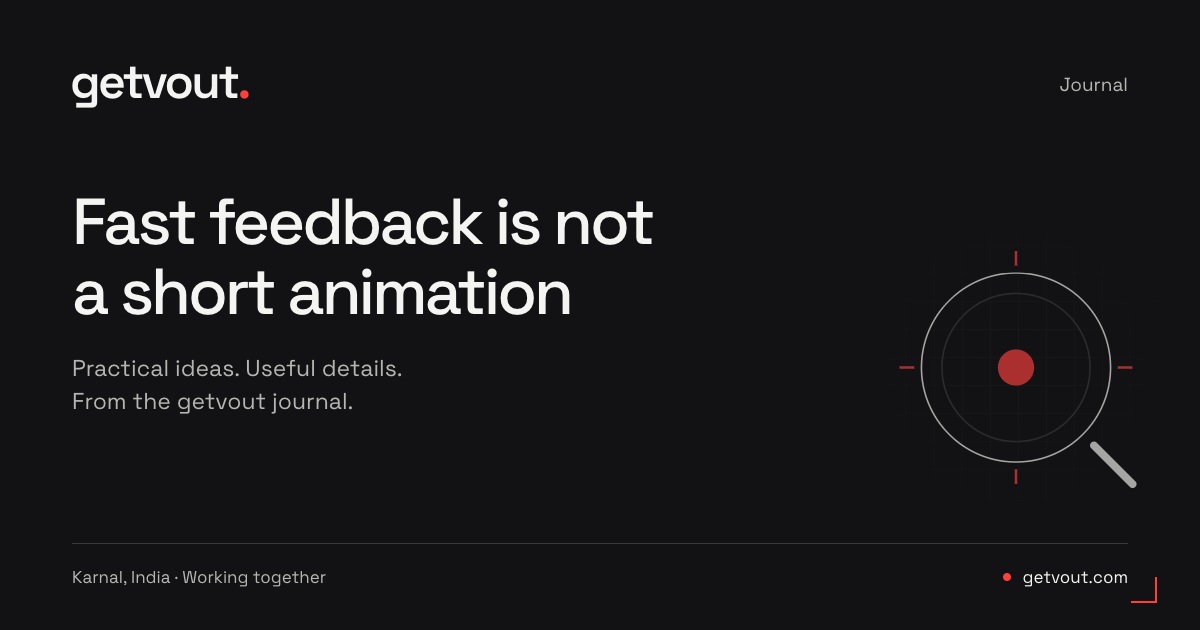 getvout.
Journal
Fast feedback is not
a short animation
Practical ideas. Useful details.
From the getvout journal.
Karnal, India · Working together
getvout.com